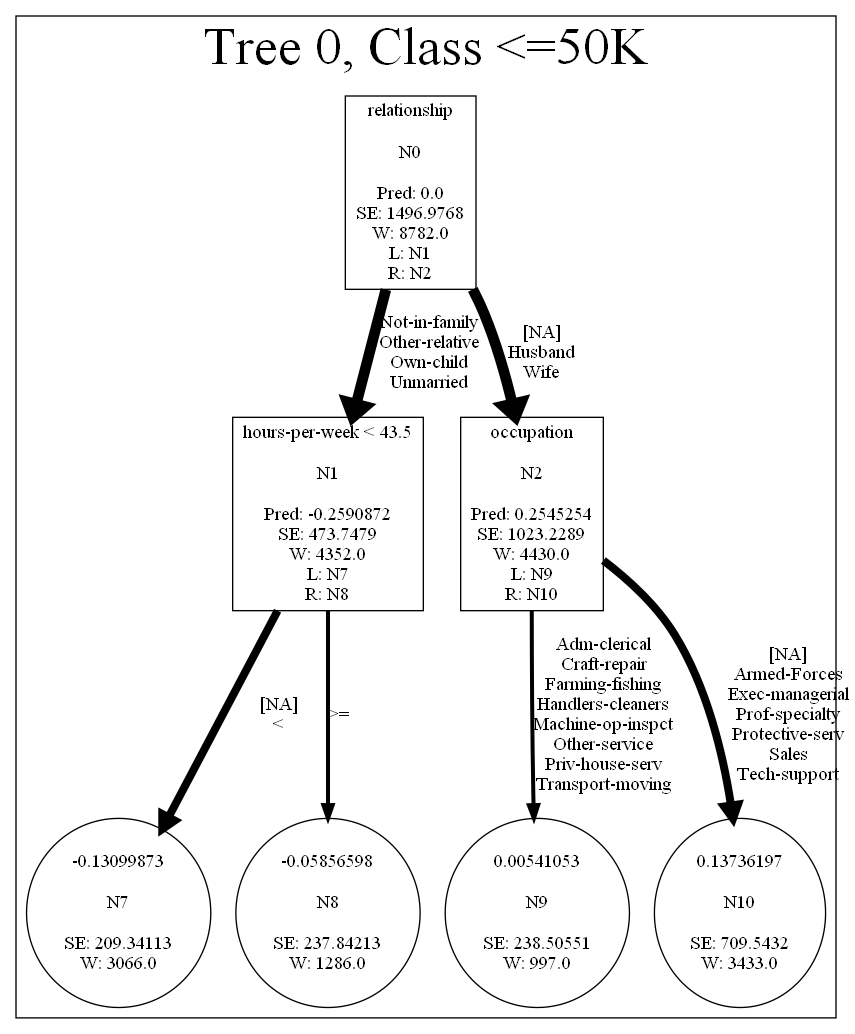 Tree 0, Class <=50K
relationship
N0
Pred: 0.0
SE: 1496.9768
W: 8782.0
L: N1
R: N2
Not-in-family
Other-relative
Own-child
Unmarried
[NA]
Husband
Wife
hours-per-week < 43.5
N1
Pred: -0.2590872
SE: 473.7479
W: 4352.0
L: N7
R: N8
occupation
N2
Pred: 0.2545254
SE: 1023.2289
W: 4430.0
L: N9
R: N10
[NA]
<
>=
Adm-clerical
Craft-repair
Farming-fishing
Handlers-cleaners
Machine-op-inspct
Other-service
Priv-house-serv
Transport-moving
[NA]
Armed-Forces
Exec-managerial
Prof-specialty
Protective-serv
Sales
Tech-support
-0.13099873
N7
SE: 209.34113
W: 3066.0
-0.05856598
N8
SE: 237.84213
W: 1286.0
0.00541053
N9
SE: 238.50551
W: 997.0
0.13736197
N10
SE: 709.5432
W: 3433.0